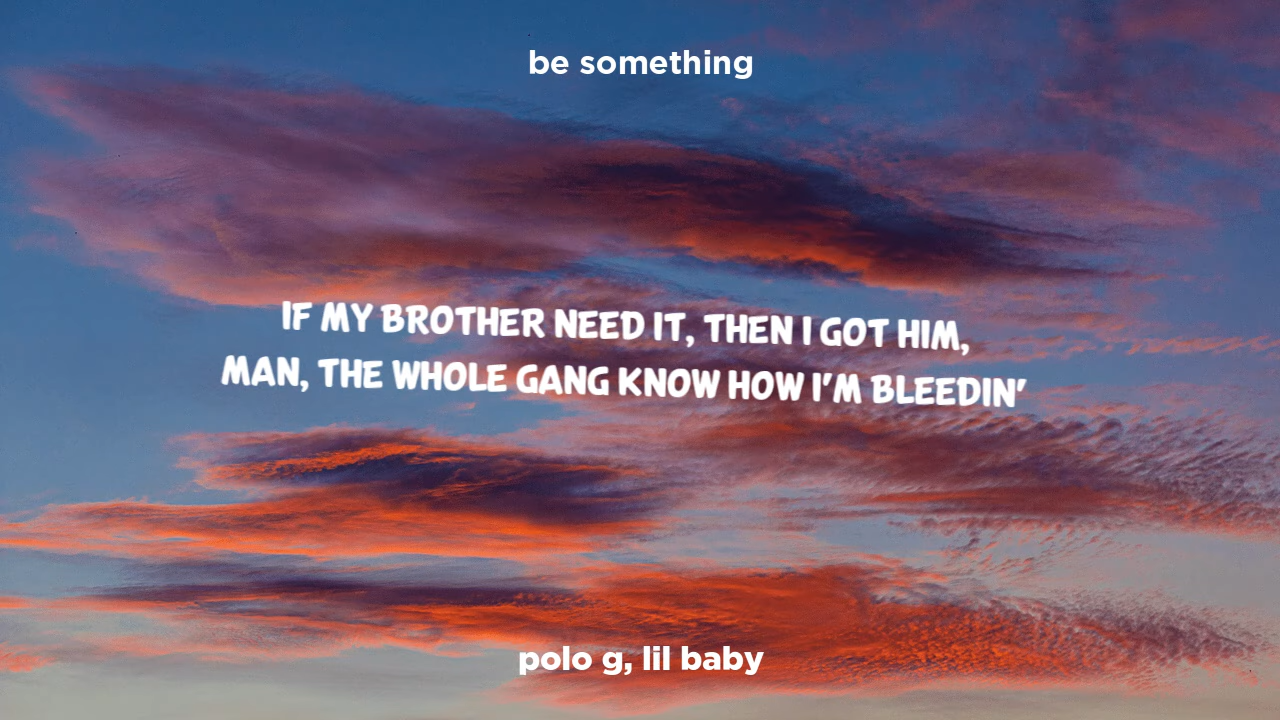 be something
IF MY BROTHER NEED IT, THEN I GOT HIM,
MAN, THE WHOLE GANG KNOW HOW I'M BLEEDIN'
polo g, lil baby